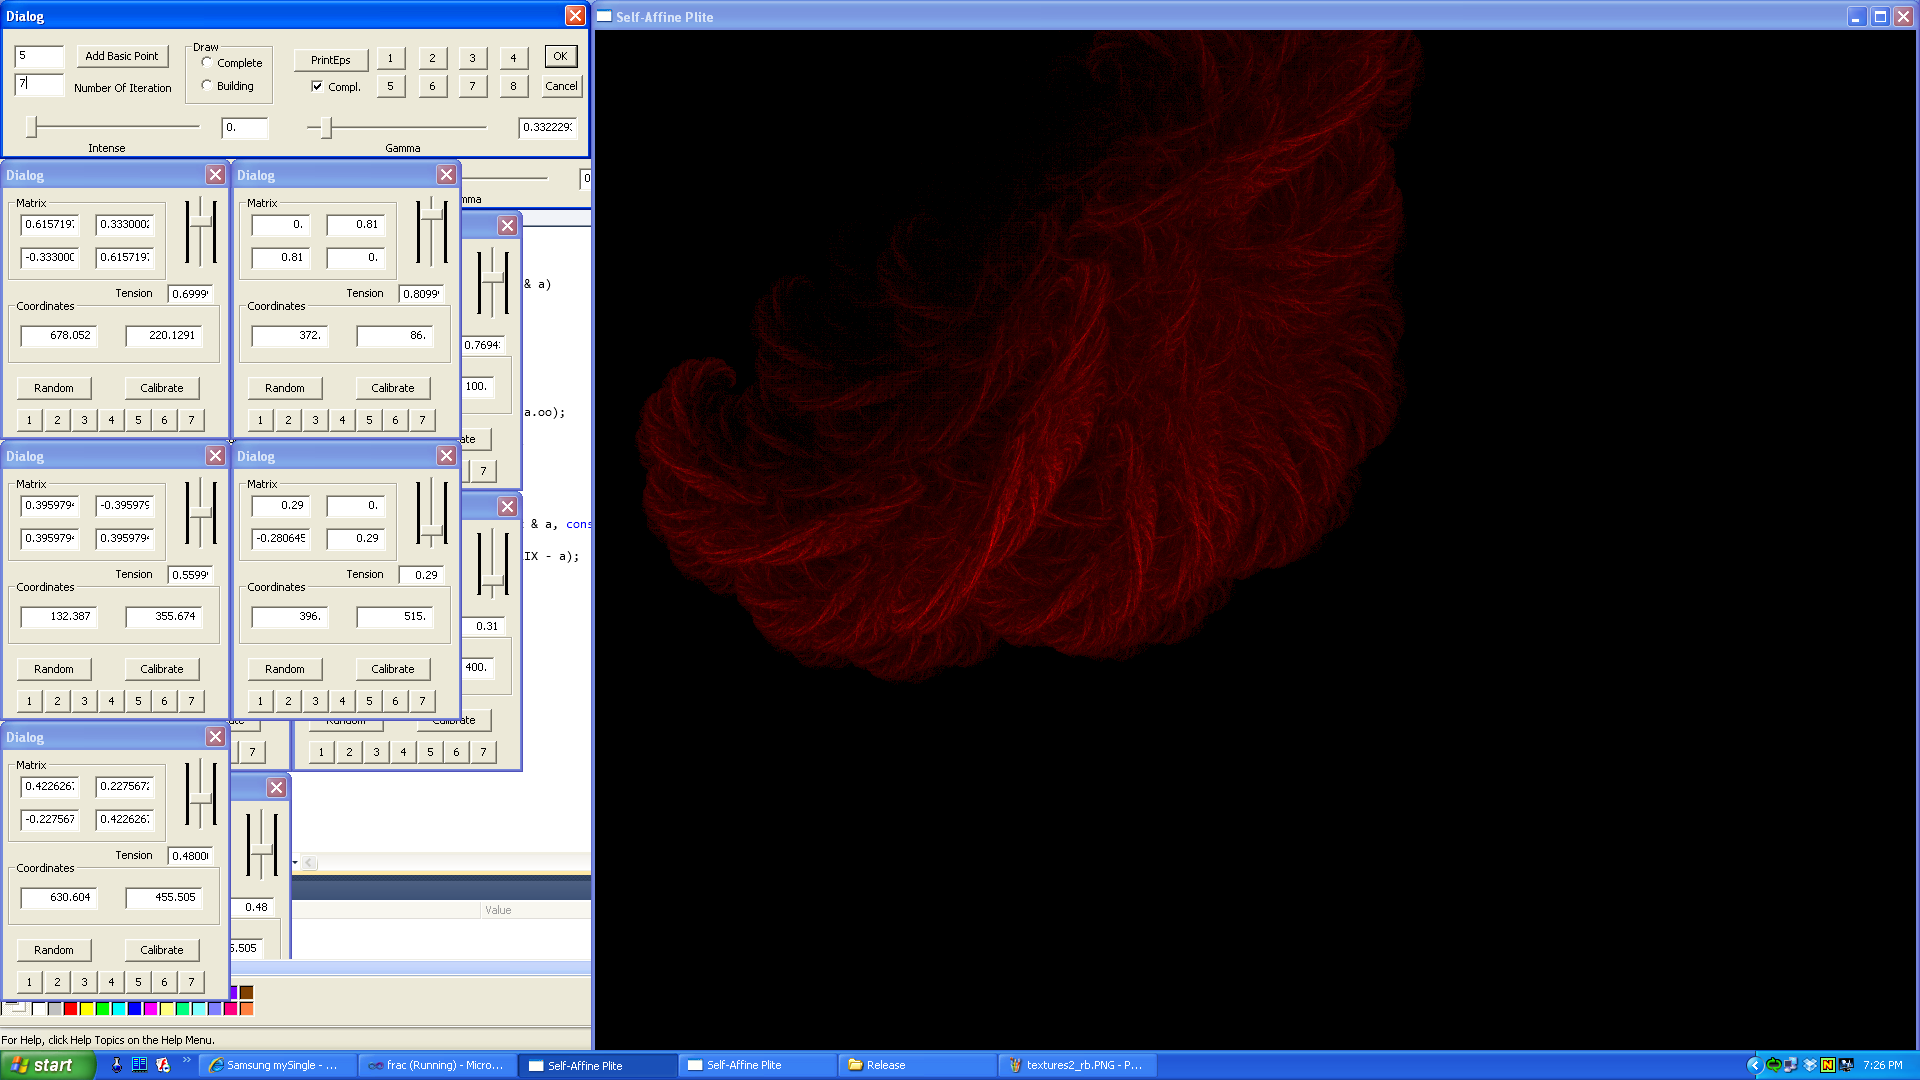 Dialog
Self-Affine Plite
5
Add Basic Point
Draw
Complete
Building
PrintEps
Compl.
1 2 3 4
OK
7
Number Of Iteration
5 6 7 8
Cancel
0.
0.332229
Intense
Gamma
Dialog
Matrix
0.615719 0.333000
-0.33300 0.615719
Tension 0.6999
Coordinates
678.052 220.1291
Random Calibrate
1 2 3 4 5 6 7
Dialog
Matrix
0. 0.81
0.81 0.
Tension 0.8099
Coordinates
372. 86.
Random Calibrate
1 2 3 4 5 6 7
Dialog
Matrix
0.395979 -0.395979
0.395979 0.395979
Tension 0.5599
Coordinates
132.387 355.674
Random Calibrate
1 2 3 4 5 6 7
Dialog
Matrix
0.29 0.
-0.280645 0.29
Tension 0.29
Coordinates
396. 515.
Random Calibrate
1 2 3 4 5 6 7
Dialog
Matrix
0.422626 0.227567
-0.227567 0.422626
Tension 0.4800
Coordinates
630.604 455.505
Random Calibrate
1 2 3 4 5 6 7
0
mma
& a)
0.7694
100.
a.oo);
ate
7
& a, cons
IX - a);
0.31
400.
Random Calibrate
7
1 2 3 4 5 6 7
0.48
Value
5.505
For Help, click Help Topics on the Help Menu.
start
Samsung mySingle - ...
frac (Running) - Micro...
Self-Affine Plite
Self-Affine Plite
Release
textures2_rb.PNG - P...
7:26 PM